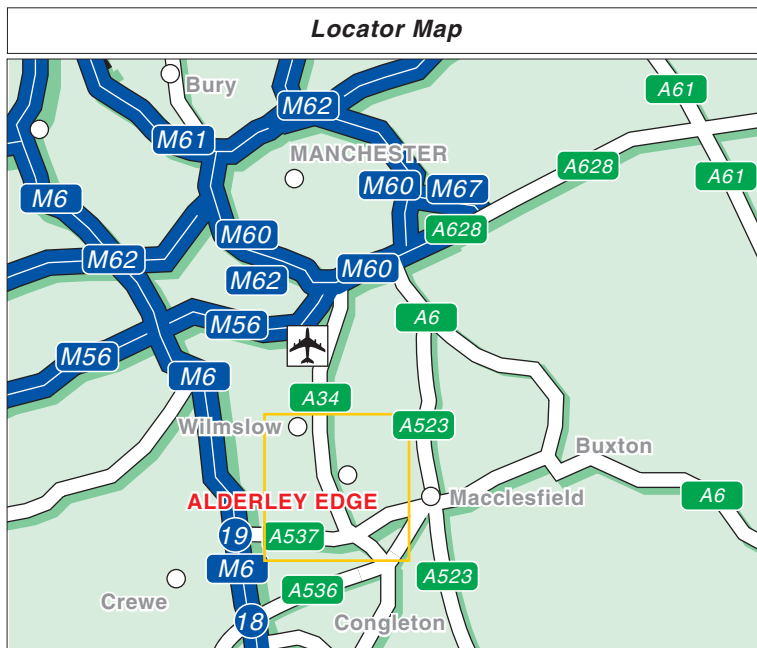 Locator Map
Bury
A61
M62
M61
MANCHESTER
A628
A61
M60
M67
M6
A628
M60
M62
M60
M62
A6
M56
M56
M6
A34
Wilmslow
A523
Buxton
ALDERLEY EDGE
Macclesfield
A6
19
A537
M6
A523
A536
Crewe
18
Congleton